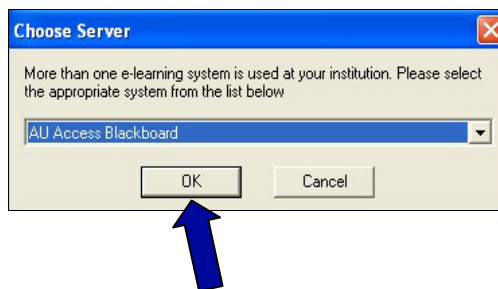 Choose Server
More than one e-learning system is used at your institution. Please select
the appropriate system from the list below
AU Access Blackboard
OK Cancel